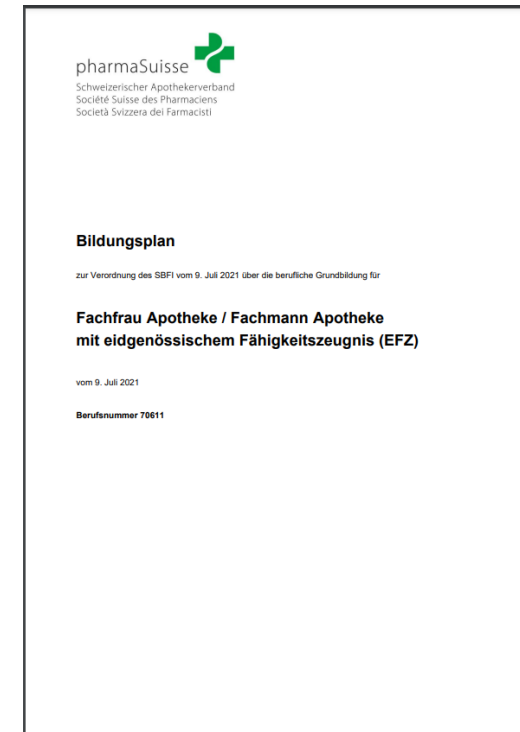 pharmaSuisse
Schweizerischer Apothekerverband
Société Suisse des Pharmaciens
Società Svizzera dei Farmacisti
Bildungsplan
zur Verordnung des SBFI vom 9. Juli 2021 über die berufliche Grundbildung für
Fachfrau Apotheke / Fachmann Apotheke
mit eidgenössischem Fähigkeitszeugnis (EFZ)
vom 9. Juli 2021
Berufsnummer 70611